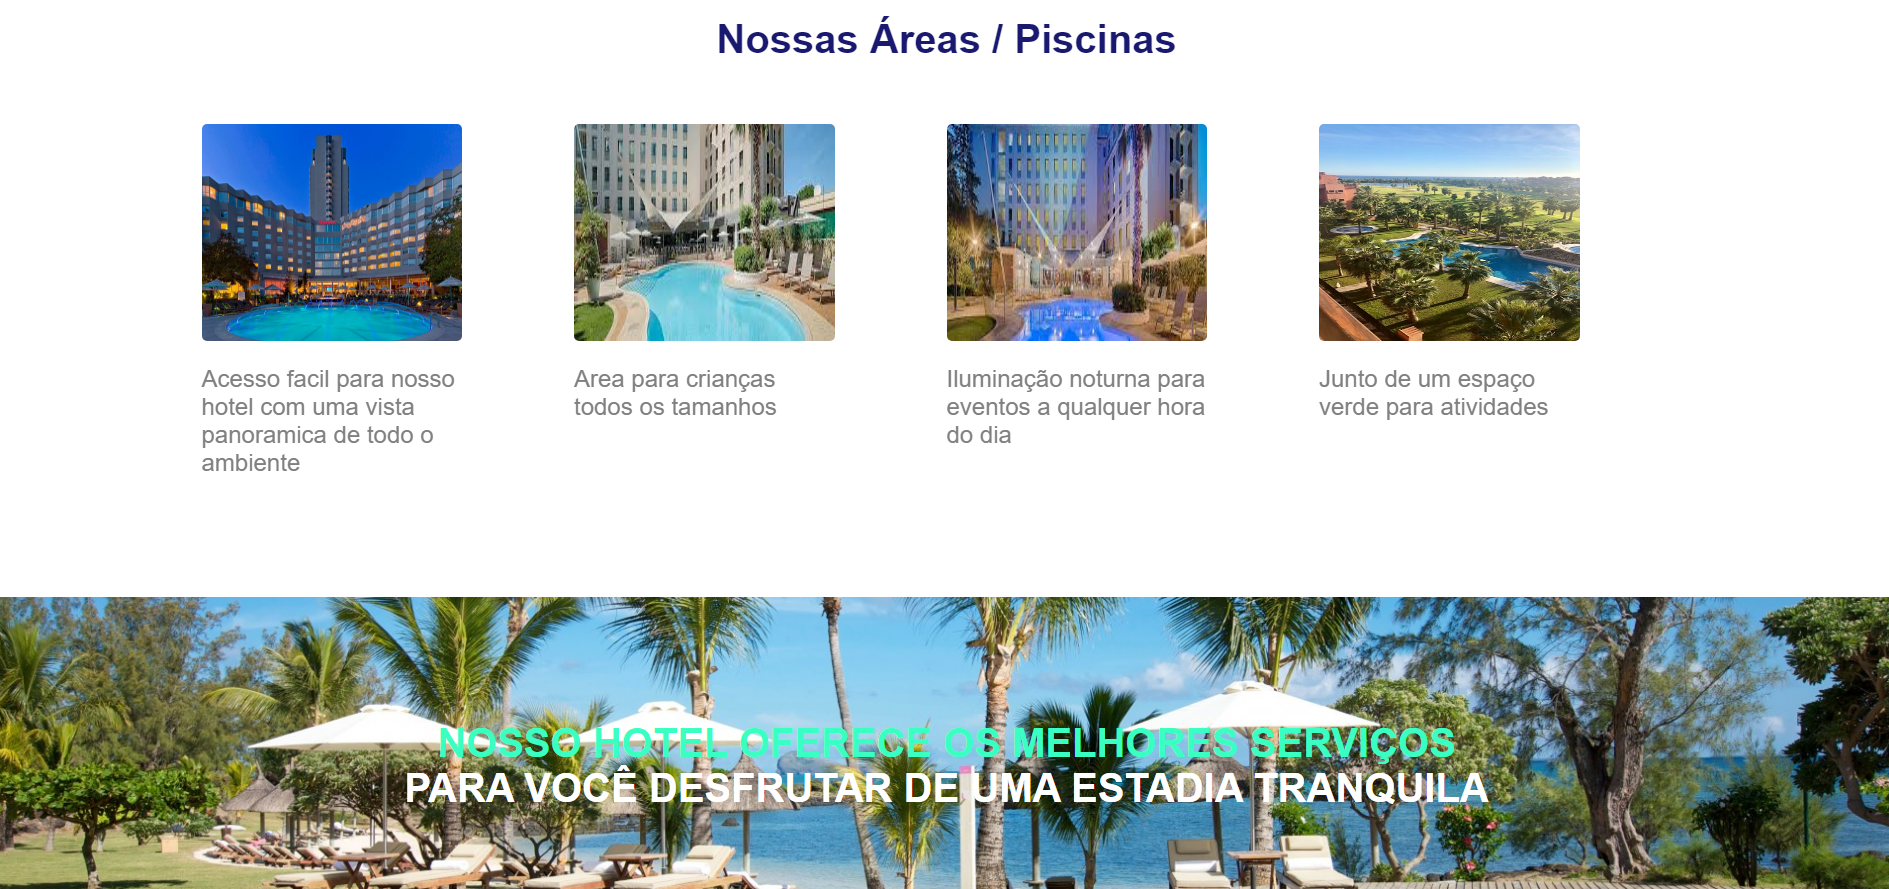 Nossas Áreas / Piscinas
Acesso facil para nosso
hotel com uma vista
panoramica de todo o
ambiente
Area para crianças
todos os tamanhos
Iluminação noturna para
eventos a qualquer hora
do dia
Junto de um espaço
verde para atividades
NOSSO HOTEL OFERECE OS MELHORES SERVIÇOS
PARA VOCÊ DESFRUTAR DE UMA ESTADIA TRANQUILA